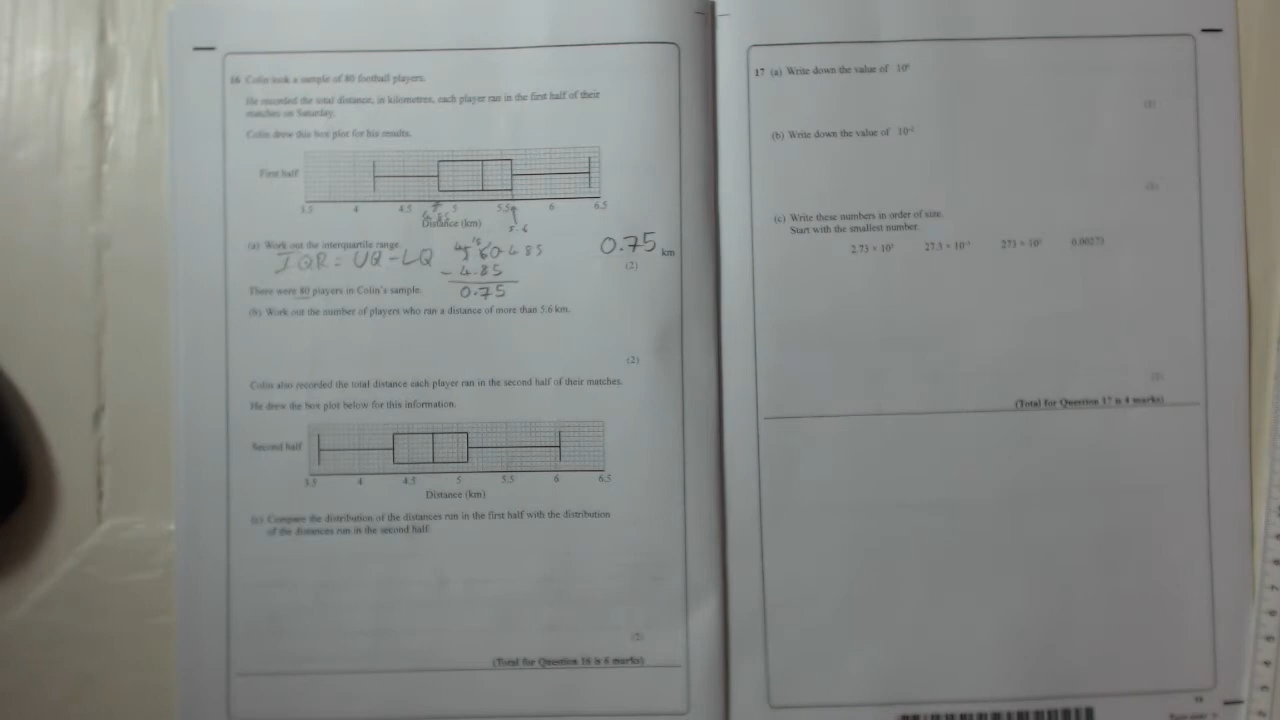 16 Colin took a sample of 80 football players.
He recorded the total distance, in kilometres, each player ran in the first half of their
matches on Saturday.
Colin drew this box plot for his results.
First half
3.5 4 4.5 5 5.5 6 6.5
4.85
Distance (km)
5.6
(a) Work out the interquartile range.
IQR = UQ - LQ
- 4.85
0.75
0.75 km
(2)
There were 80 players in Colin's sample.
(b) Work out the number of players who ran a distance of more than 5.6 km.
(2)
Colin also recorded the total distance each player ran in the second half of their matches.
He drew the box plot below for this information.
Second half
3.5 4 4.5 5 5.5 6 6.5
Distance (km)
(c) Compare the distribution of the distances run in the first half with the distribution
of the distances run in the second half.
(2)
(Total for Question 16 is 6 marks)
17 (a) Write down the value of
(b) Write down the value of
(c) Write these numbers in order of size.
Start with the smallest number.
0.00273
(Total for Question 17 is 4 marks)